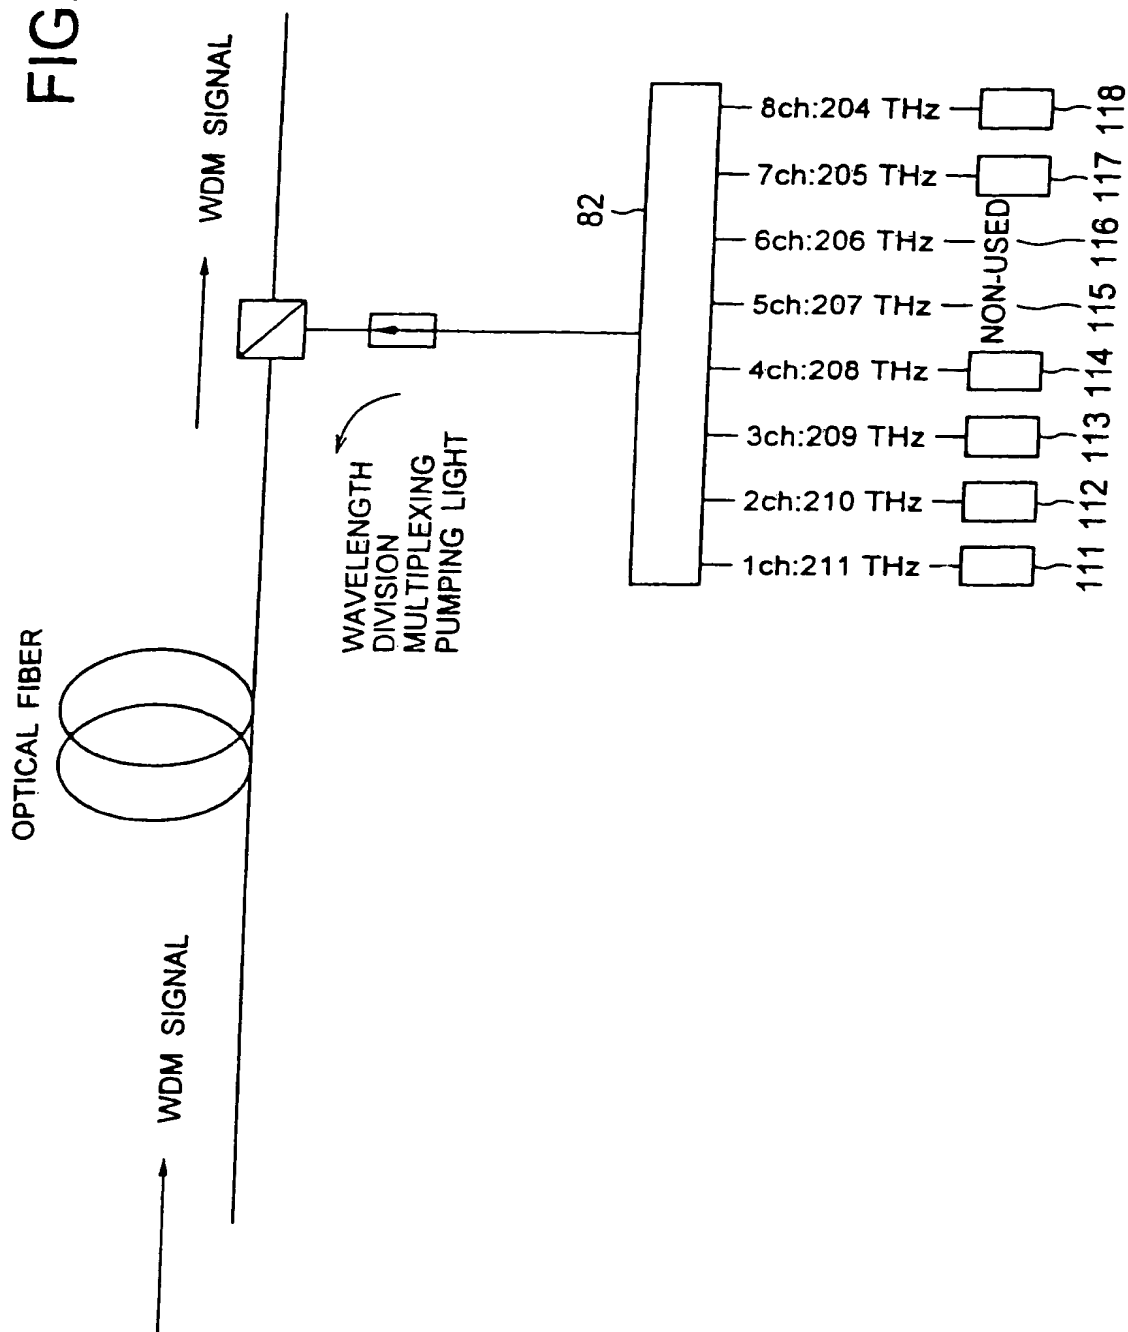 FIG.
OPTICAL FIBER
WDM SIGNAL
WDM SIGNAL
WAVELENGTH
DIVISION
MULTIPLEXING
PUMPING LIGHT
82
8ch:204 THz
118
7ch:205 THz
117
6ch:206 THz
116
NON-USED
5ch:207 THz
115
4ch:208 THz
114
3ch:209 THz
113
2ch:210 THz
112
1ch:211 THz
111